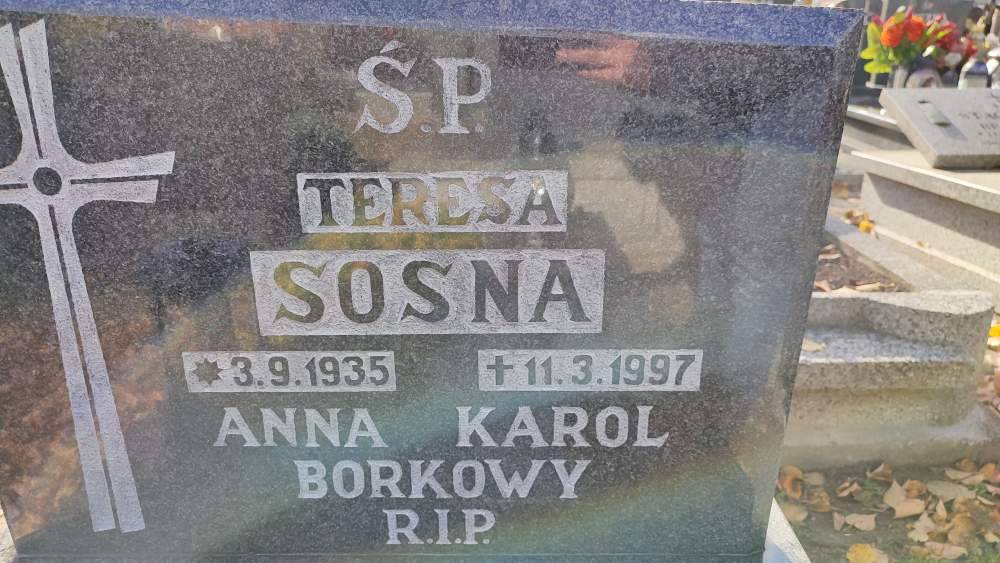 Ś.P.
TERESA
SOSNA
* 3.9.1935 † 11.3.1997
ANNA KAROL
BORKOWY
R.I.P.